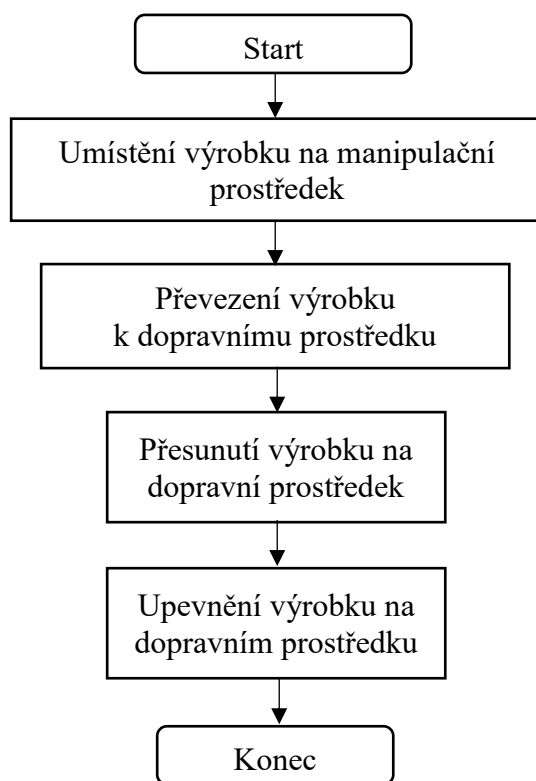 Start
Umístění výrobku na manipulační
prostředek
Převezení výrobku
k dopravnímu prostředku
Přesunutí výrobku na
dopravní prostředek
Upevnění výrobku na
dopravním prostředku
Konec